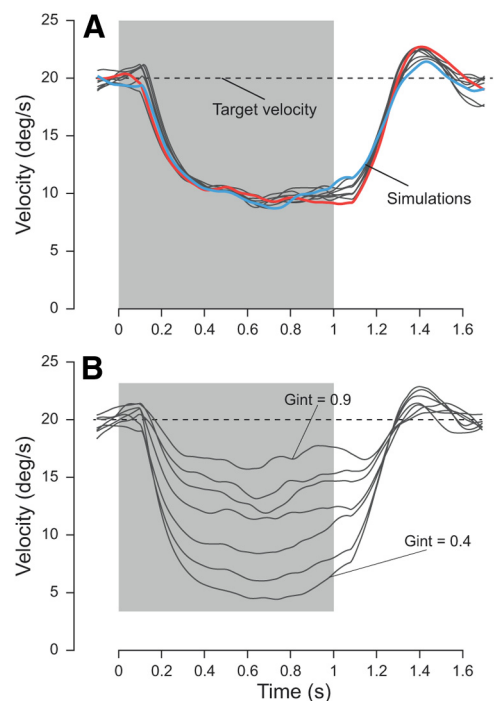 A
Velocity (deg/s)
25
20
15
10
5
0
Target velocity
Simulations
0 0.2 0.4 0.6 0.8 1 1.2 1.4 1.6
B
Velocity (deg/s)
25
20
15
10
5
0
Gint = 0.9
Gint = 0.4
0 0.2 0.4 0.6 0.8 1 1.2 1.4 1.6
Time (s)